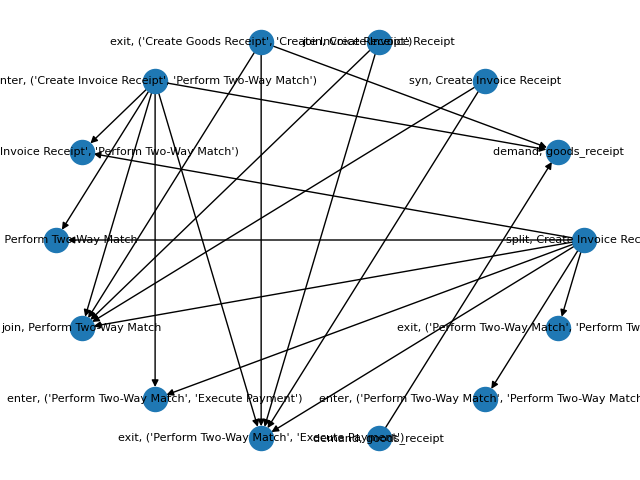 exit, ('Create Goods Receipt', 'Create Invoice Receipt')
join, Create Invoice Receipt
nter, ('Create Invoice Receipt', 'Perform Two-Way Match')
syn, Create Invoice Receipt
Invoice Receipt', 'Perform Two-Way Match')
demand, goods_receipt
Perform Two-Way Match
split, Create Invoice Rec
join, Perform Two-Way Match
exit, ('Perform Two-Way Match', 'Perform Tw
enter, ('Perform Two-Way Match', 'Execute Payment')
enter, ('Perform Two-Way Match', 'Perform Two-Way Match
exit, ('Perform Two-Way Match', 'Execute Payment')
demand, goods_receipt